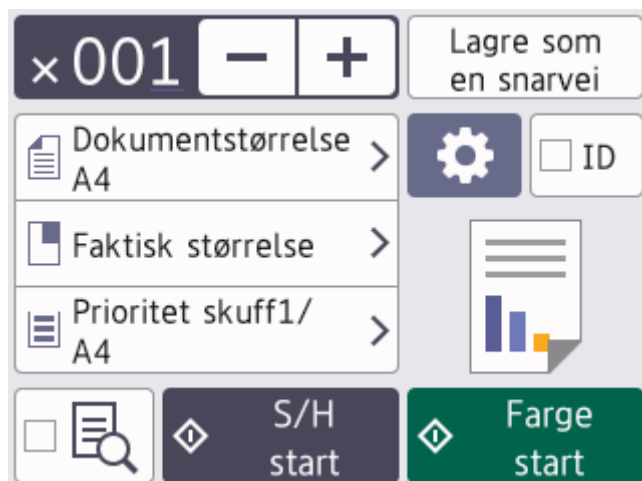 ×001 − +
Lagre som
en snarvei
Dokumentstørrelse
A4
ID
Faktisk størrelse
Prioritet skuff1/
A4
S/H
start
Farge
start